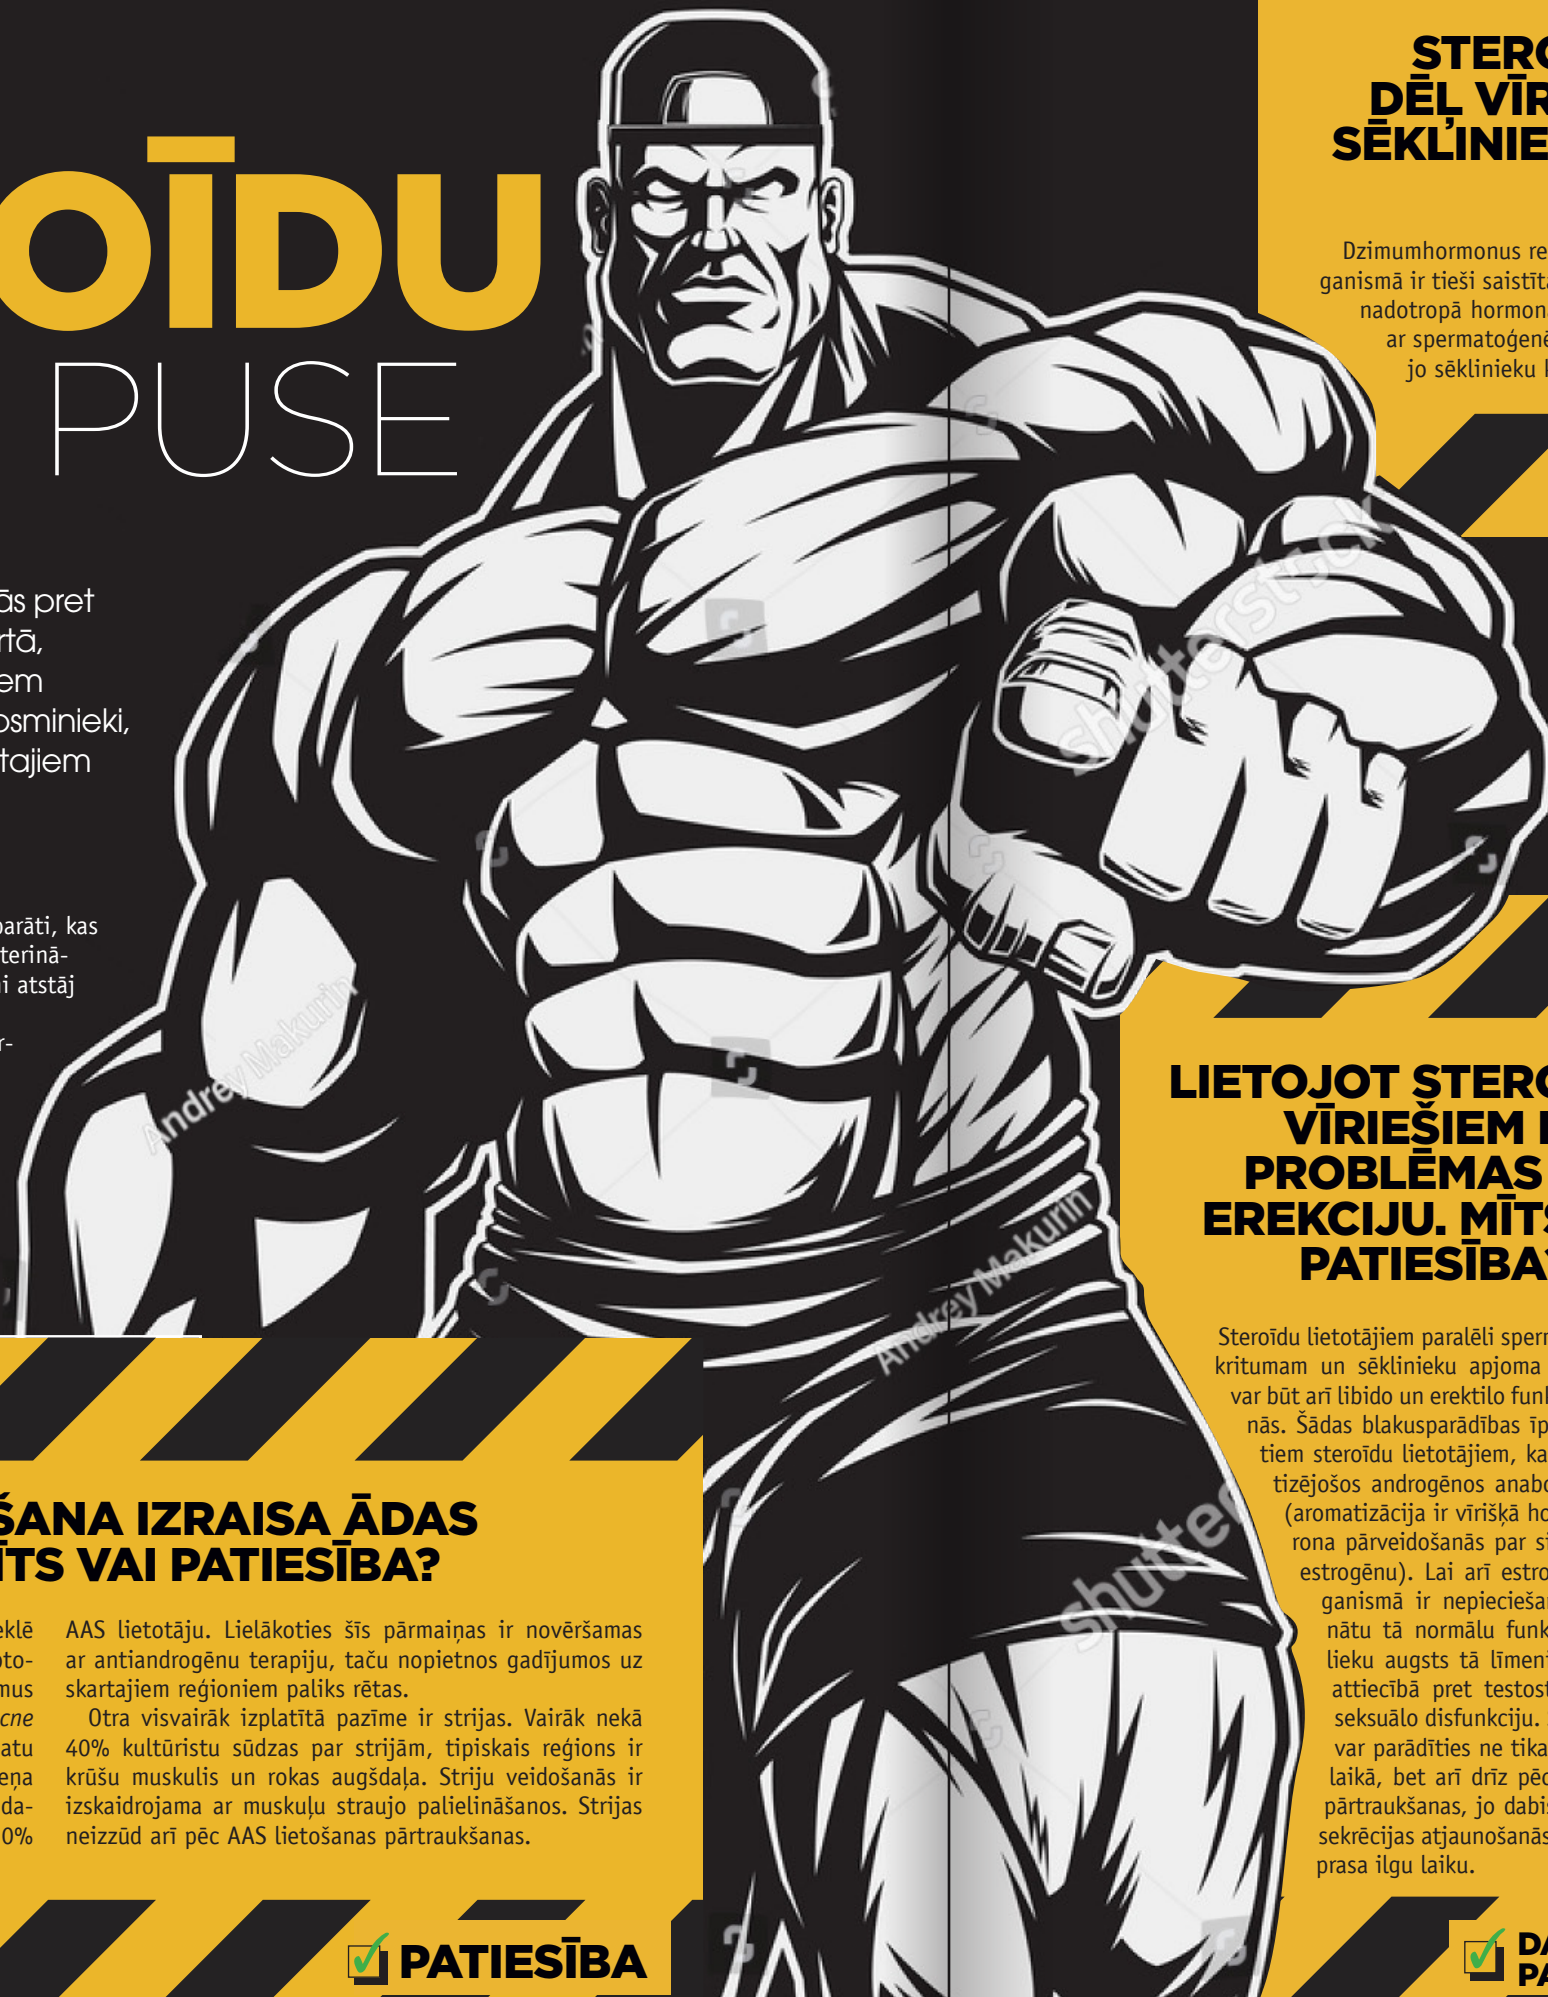 OĪDU
PUSE
ās pret
rtā,
em
osminieki,
tajiem
parāti, kas
terinā-
ni atstāj
r-
STERO
DĒĻ VĪR
SĒKLINIE
Dzimumhormonus re
ganismā ir tieši saistīta
nadotropā hormona
ar spermatoģenē
jo sēklinieku
shutterstock
Andrey Makurin
Andrey Makurin
LIETOJOT STERO
VĪRIEŠIEM
PROBLĒMAS
EREKCIJU. MĪTS
PATIESĪBA?
Steroīdu lietotājiem paralēli sperm
kritumam un sēklinieku apjoma
var būt arī libido un erektilo funk
nās. Šādas blakusparādības īp
tiem steroīdu lietotājiem, ka
tizējošos androgēnos anabo
(aromatizācija ir vīrišķā ho
rona pārveidošanās par si
estrogēnu). Lai arī estro
ganismā ir nepieciešan
nātu tā normālu funk
lieku augsts tā līmeni
attiecībā pret testost
seksuālo disfunkciju.
var parādīties ne tika
laikā, bet arī drīz pēc
pārtraukšanas, jo dabis
sekrēcijas atjaunošanās
prasa ilgu laiku.
shutter
ŠANA IZRAISA ĀDAS
ĪTS VAI PATIESĪBA?
eklē
oto-
mus
cne
atu
eņa
da-
0%
AAS lietotāju. Lielākoties šīs pārmaiņas ir novēršamas
ar antiandrogēnu terapiju, taču nopietnos gadījumos uz
skartajiem reģioniem paliks rētas.
Otra visvairāk izplatītā pazīme ir strijas. Vairāk nekā
40% kultūristu sūdzas par strijām, tipiskais reģions ir
krūšu muskulis un rokas augšdaļa. Striju veidošanās ir
izskaidrojama ar muskuļu straujo palielināšanos. Strijas
neizzūd arī pēc AAS lietošanas pārtraukšanas.
PATIESĪBA
DA
PA